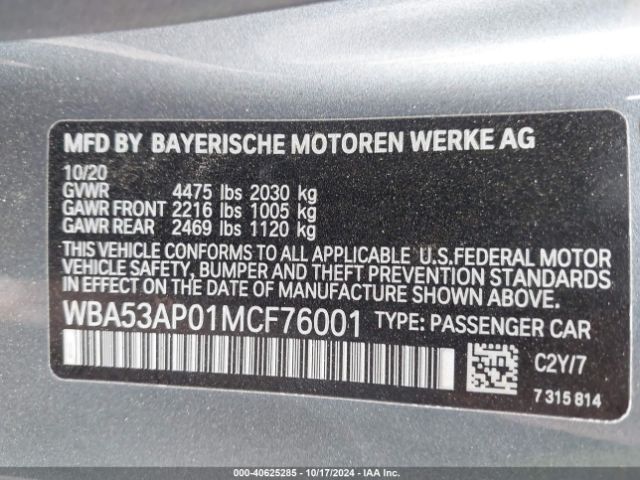 MFD BY BAYERISCHE MOTOREN WERKE AG
10/20
GVWR 4475 lbs 2030 kg
GAWR FRONT 2216 lbs 1005 kg
GAWR REAR 2469 lbs 1120 kg
THIS VEHICLE CONFORMS TO ALL APPLICABLE U.S.FEDERAL MOTOR
VEHICLE SAFETY, BUMPER AND THEFT PREVENTION STANDARDS
IN EFFECT ON THE DATE OF MANUFACTURE SHOWN ABOVE.
WBA53AP01MCF76001 TYPE: PASSENGER CAR
C2Y/7
7 315 814
000-40625285 - 10/17/2024 - IAA Inc.